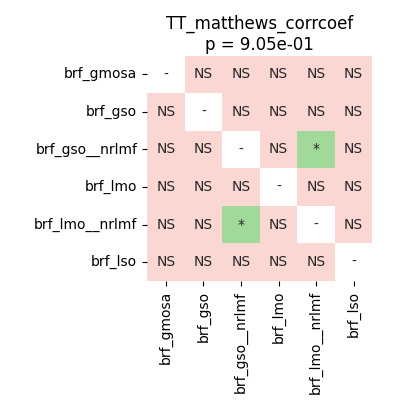 TT_matthews_corrcoef
p = 9.05e-01
brf_gmosa - NS NS NS NS NS
brf_gso NS - NS NS NS NS
brf_gso__nrlmf NS NS - NS * NS
brf_lmo NS NS NS - NS NS
brf_lmo__nrlmf NS NS * NS - NS
brf_lso NS NS NS NS NS -
brf_gmosa
brf_gso
brf_gso__nrlmf
brf_lmo
brf_lmo__nrlmf
brf_lso